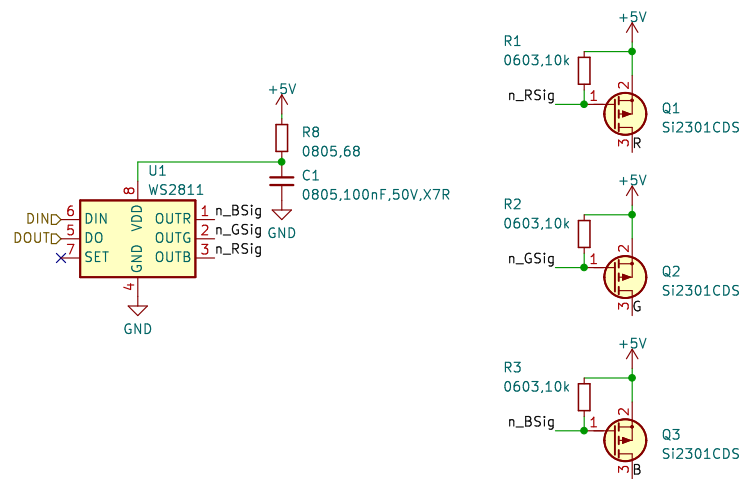 +5V
R8
0805,68
C1
0805,100nF,50V,X7R
GND
U1
WS2811
8
VDD
DIN
6
DIN
OUTR
1
n_BSig
DOUT
5
DO
OUTG
2
n_GSig
7
SET
OUTB
3
n_RSig
GND
4
GND
+5V
R1
0603,10k
n_RSig
1
2
3
R
Q1
Si2301CDS
+5V
R2
0603,10k
n_GSig
1
2
3
G
Q2
Si2301CDS
+5V
R3
0603,10k
n_BSig
1
2
3
B
Q3
Si2301CDS